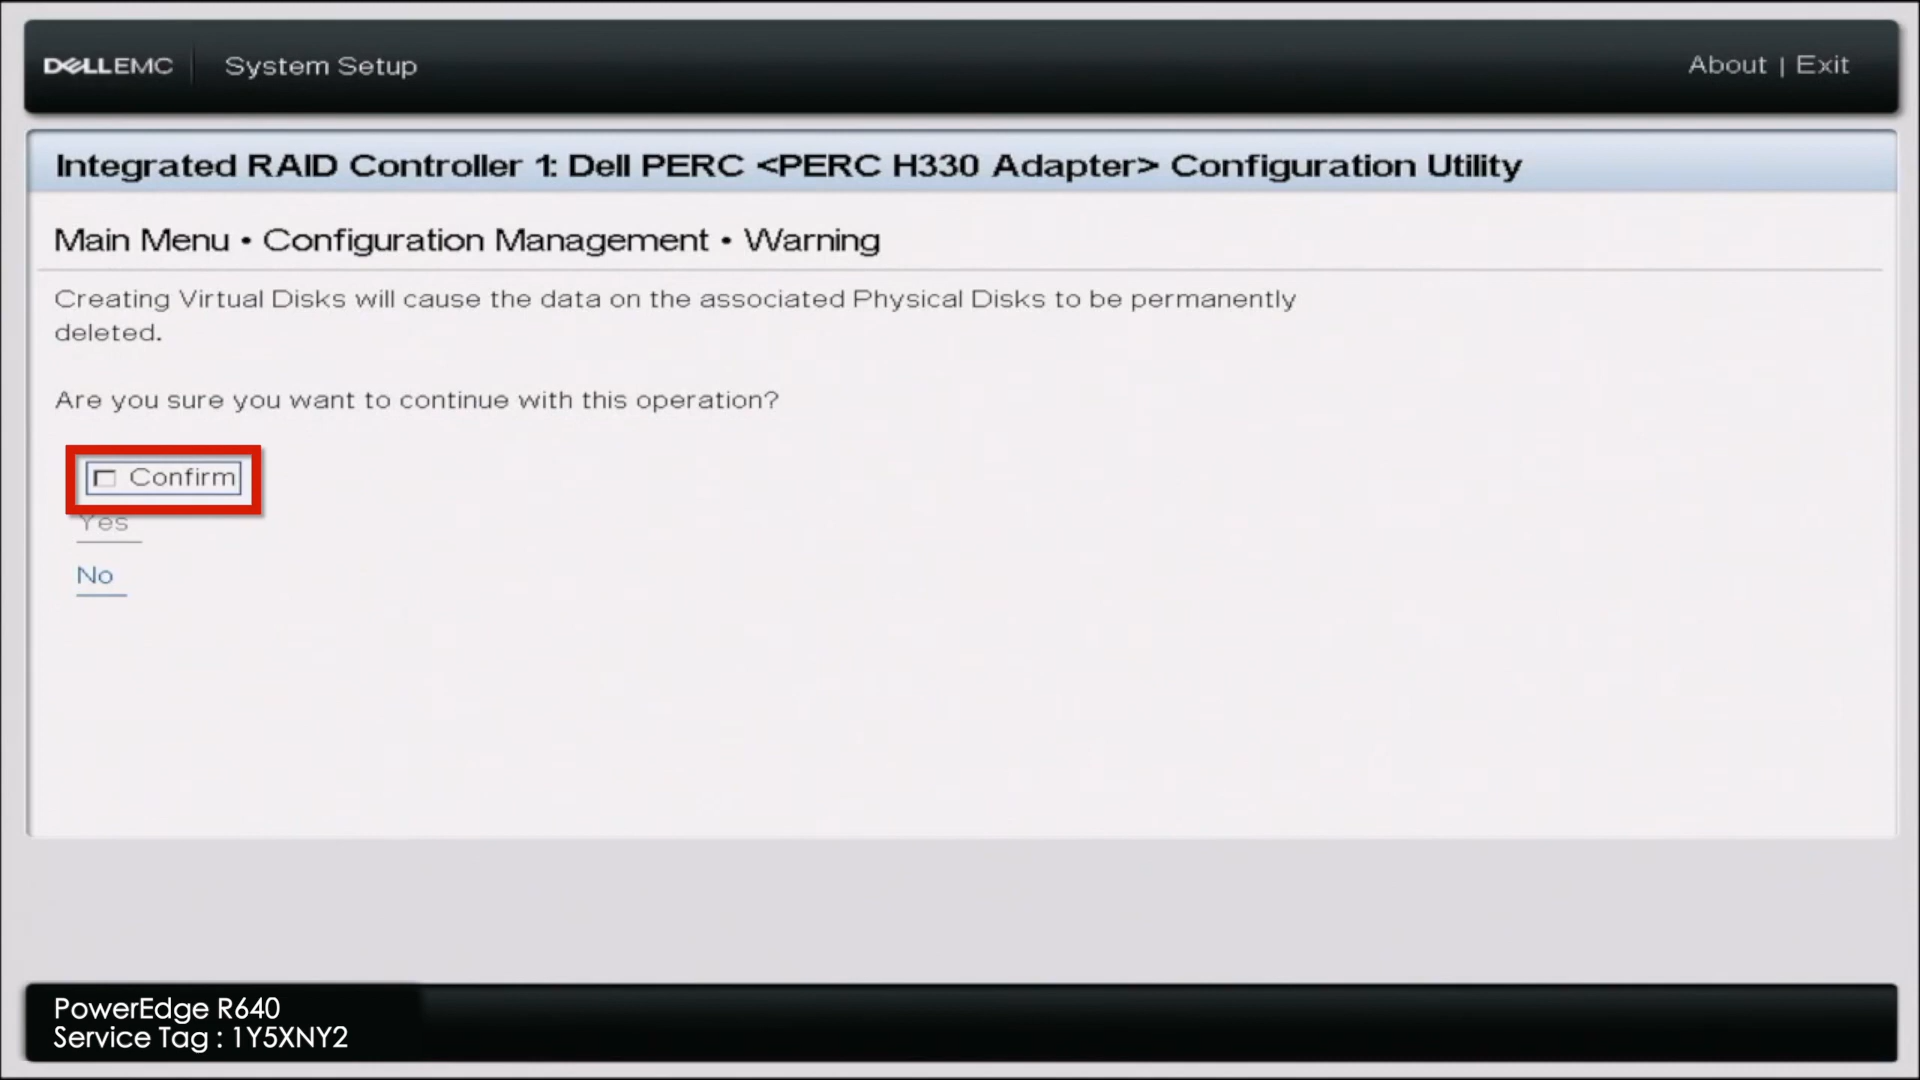 DELLEMC System Setup About | Exit
Integrated RAID Controller 1: Dell PERC <PERC H330 Adapter> Configuration Utility
Main Menu • Configuration Management • Warning
Creating Virtual Disks will cause the data on the associated Physical Disks to be permanently
deleted.
Are you sure you want to continue with this operation?
Confirm
Yes
No
PowerEdge R640
Service Tag : 1Y5XNY2